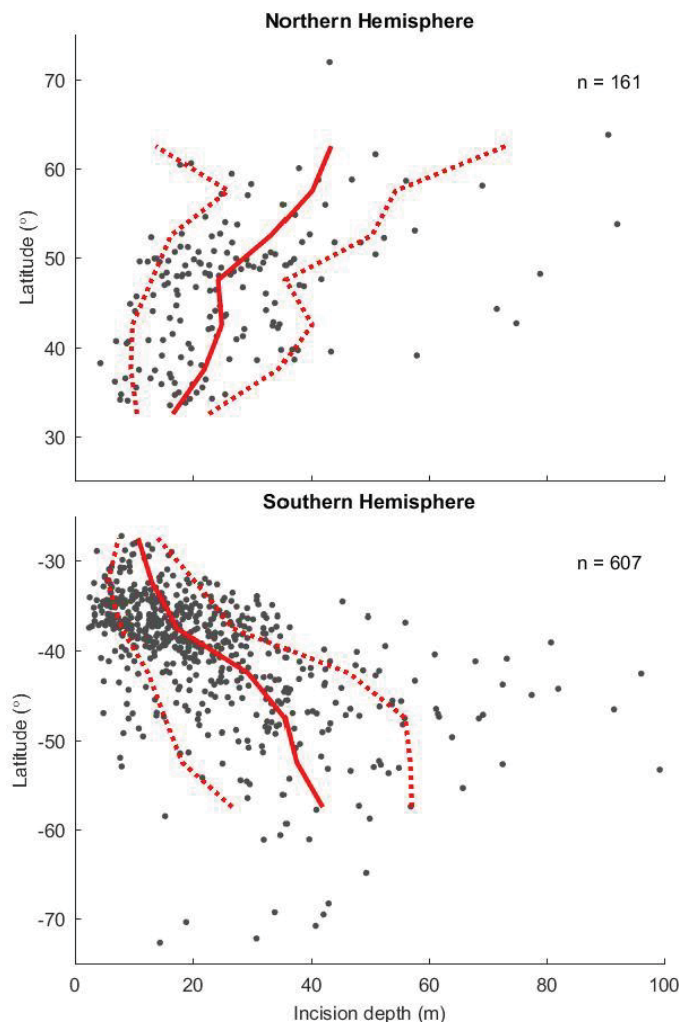 Northern Hemisphere
n = 161
70
60
50
40
30
Latitude (°)
Southern Hemisphere
n = 607
-30
-40
-50
-60
-70
Latitude (°)
0 20 40 60 80 100
Incision depth (m)